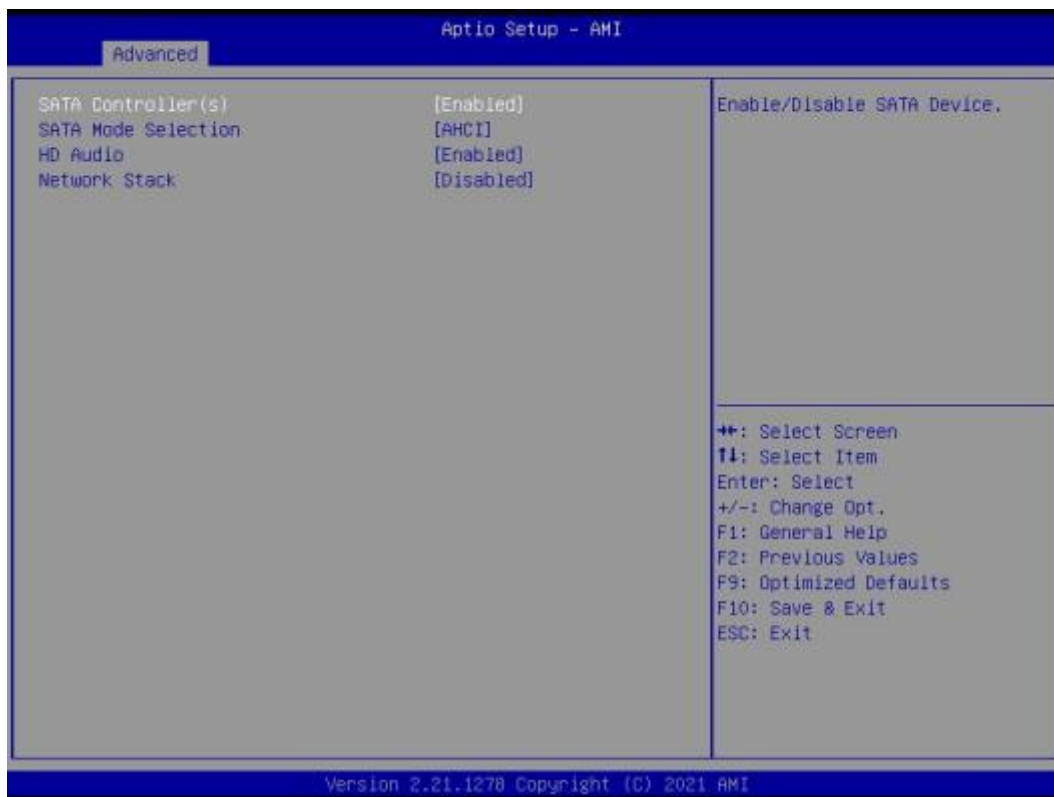 Aptio Setup - AMI
Advanced
SATA Controller(s) [Enabled]
SATA Mode Selection [AHCI]
HD Audio [Enabled]
Network Stack [Disabled]
Enable/Disable SATA Device.
→←: Select Screen
↑↓: Select Item
Enter: Select
+/-: Change Opt.
F1: General Help
F2: Previous Values
F9: Optimized Defaults
F10: Save & Exit
ESC: Exit
Version 2.21.1278 Copyright (C) 2021 AMI